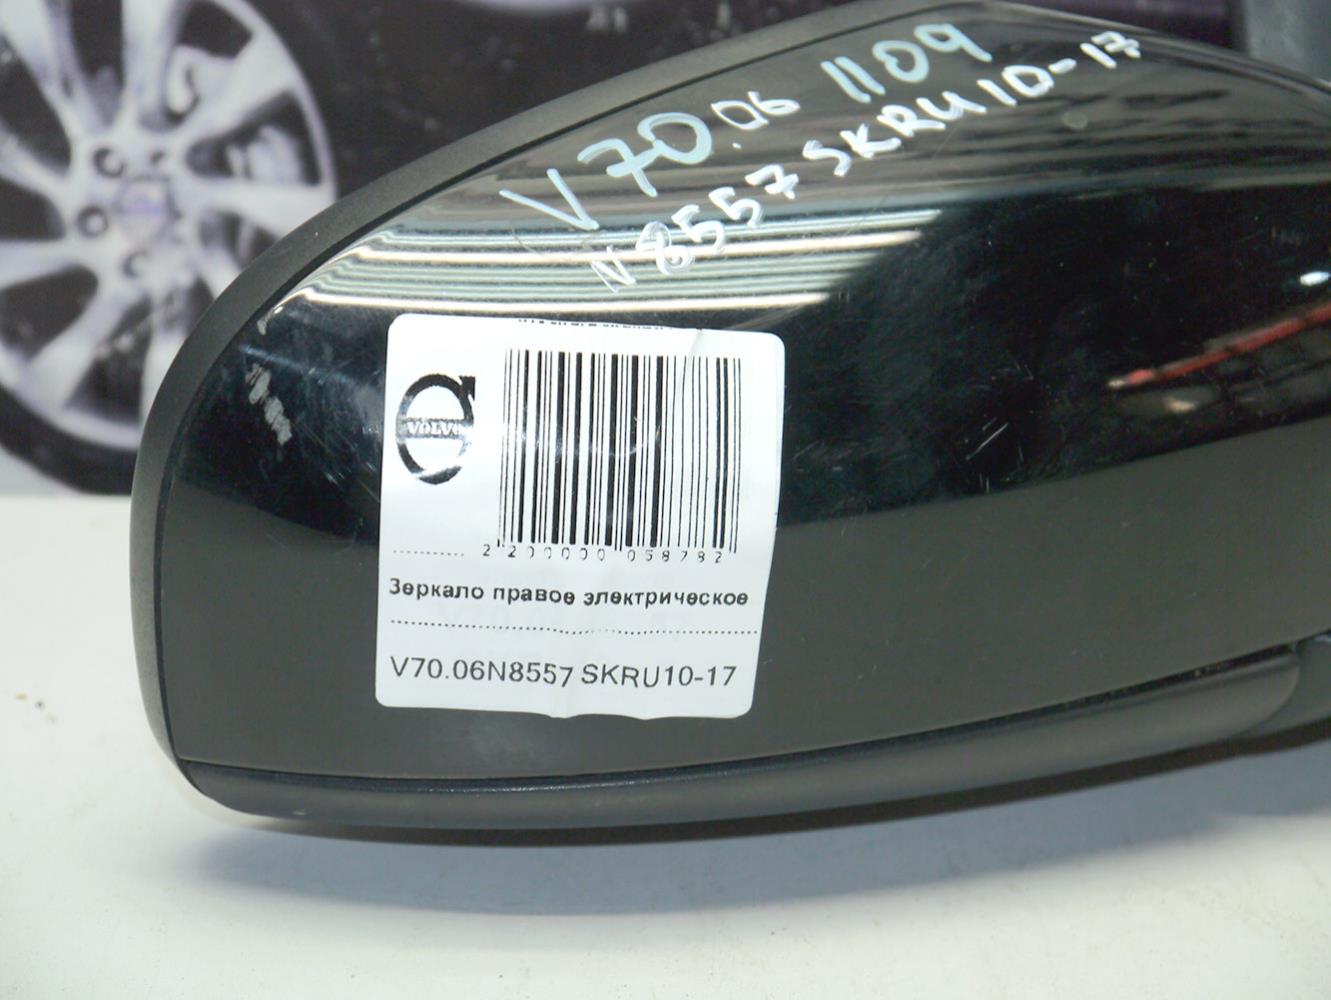 V70.06 1109
N8557 SKRU10-17
VOLVO
2200000058782
Зеркало правое электрическое
V70.06N8557 SKRU10-17